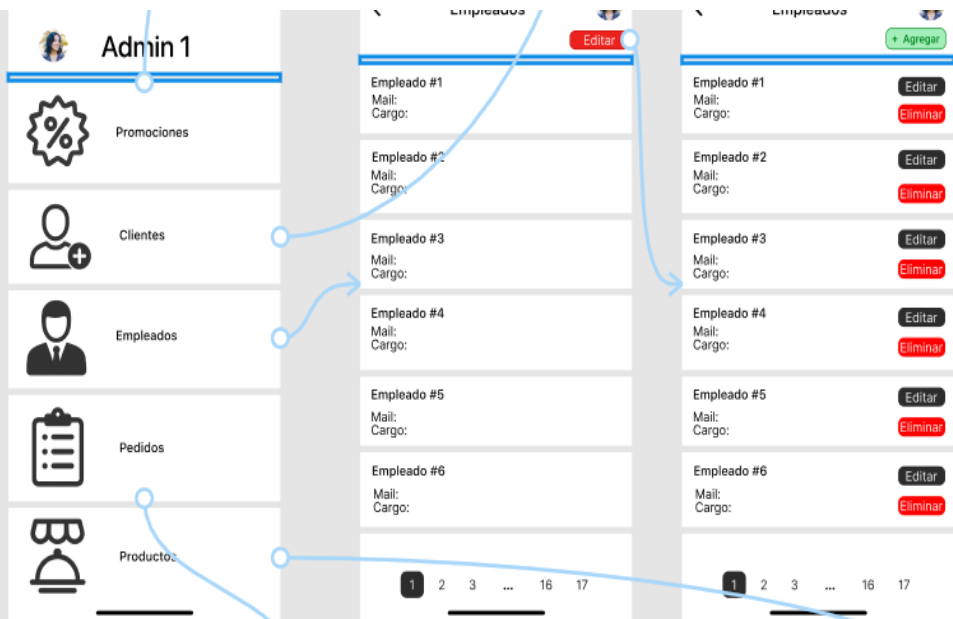 Admin 1
Promociones
Clientes
Empleados
Pedidos
Productos
Empleados
Editar
Empleado #1
Mail:
Cargo:
Empleado #2
Mail:
Cargo:
Empleado #3
Mail:
Cargo:
Empleado #4
Mail:
Cargo:
Empleado #5
Mail:
Cargo:
Empleado #6
Mail:
Cargo:
1 2 3 ... 16 17
Empleados
+ Agregar
Empleado #1
Editar
Mail:
Cargo:
Eliminar
Empleado #2
Editar
Mail:
Cargo:
Eliminar
Empleado #3
Editar
Mail:
Cargo:
Eliminar
Empleado #4
Editar
Mail:
Cargo:
Eliminar
Empleado #5
Editar
Mail:
Cargo:
Eliminar
Empleado #6
Editar
Mail:
Cargo:
Eliminar
1 2 3 ... 16 17